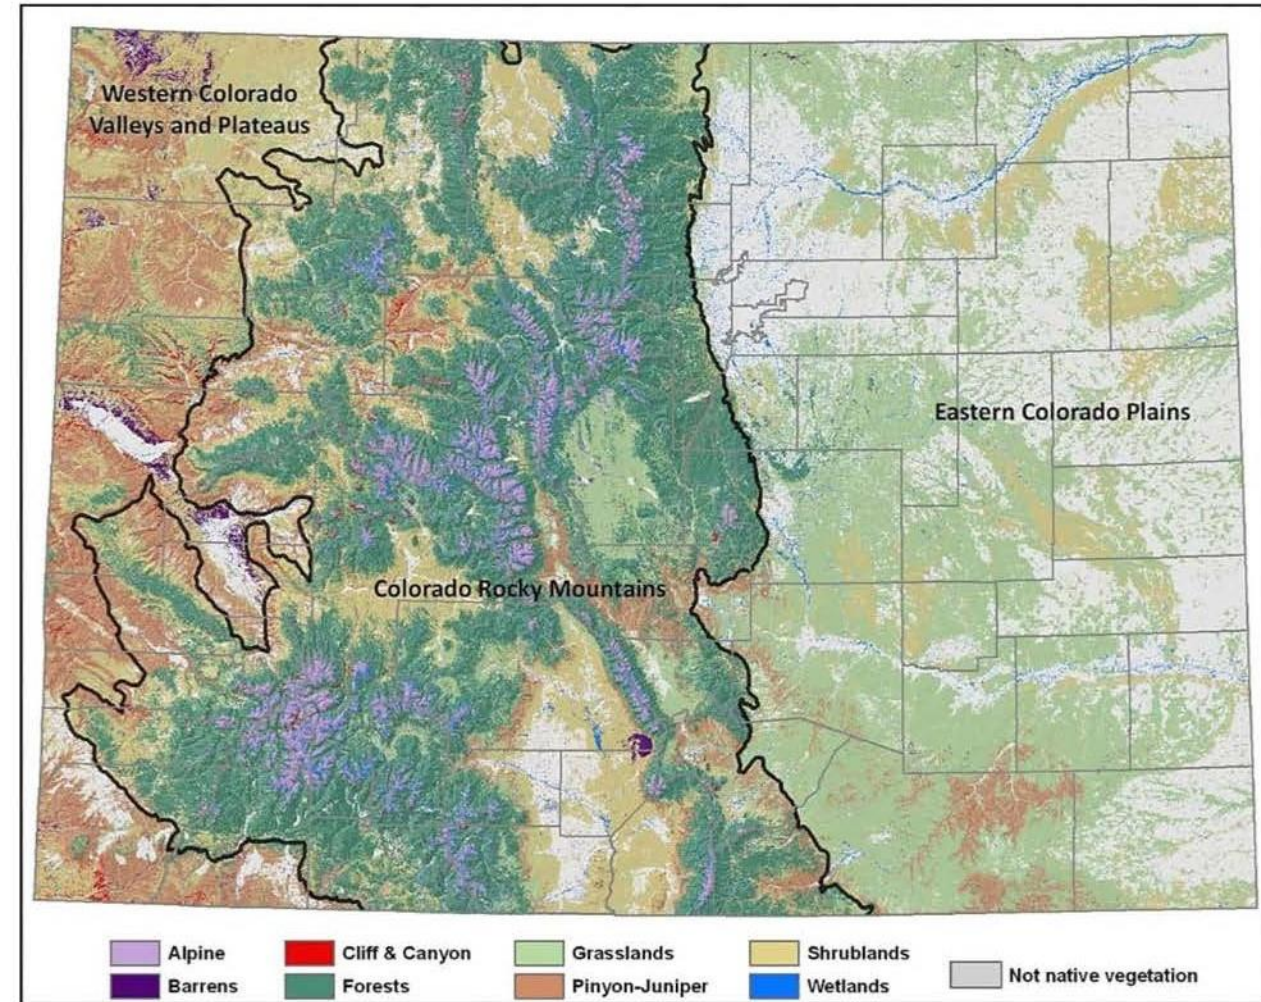 Western Colorado
Valleys and Plateaus
Eastern Colorado Plains
Colorado Rocky Mountains
Alpine
Cliff & Canyon
Grasslands
Shrublands
Barrens
Forests
Pinyon-Juniper
Wetlands
Not native vegetation